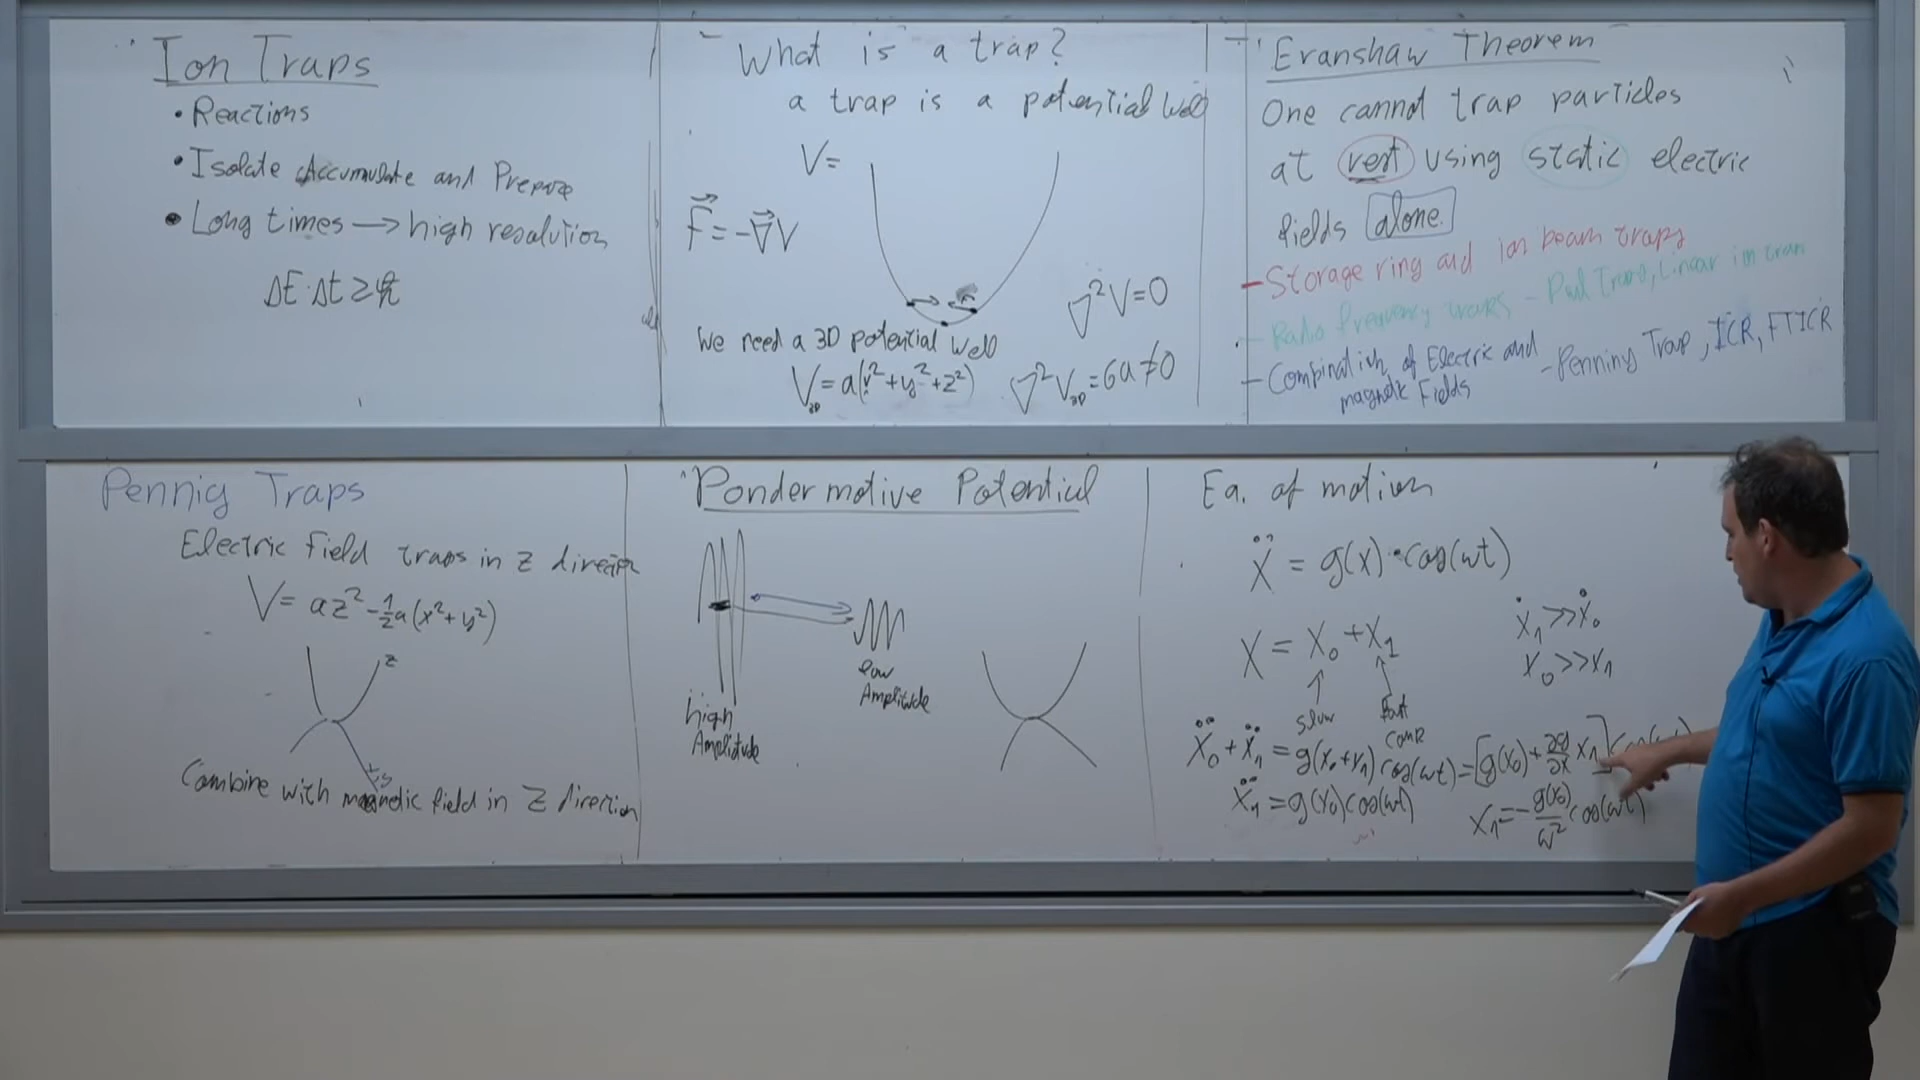 Ion Traps
• Reactions
• Isolate Accumulate and Prepare
• Long times → high resolution
ΔE·Δt ≥ ħ
What is a trap?
a trap is a potential well
V=
F = -∇V
∇²V=0
We need a 3D potential well
V₃D = a(x²+y²+z²) ∇²V₃D = 6a ≠ 0
Eranshaw Theorem
One cannot trap particles
at rest using static electric
fields alone.
- Storage ring and ion beam traps
- Radio frequency - Paul Traps, Linear ion
- Combination of Electric and - Penning Trap, ICR, FTICR
magnetic Fields
Pennig Traps
Electric Field traps in z direction
V = az² - ½a(x²+y²)
z
Combine with magnetic field in z direction
Pondermotive Potential
high
Amplitude
low
Amplitude
Eq. of motion
ẍ = g(x)·cos(ωt)
x = x₀ + x₁
ẋ₁ >> ẋ₀
x₀ >> x₁
slow
fast
comp
ẍ₀ + ẍ₁ = g(x₀+x₁) cos(ωt) = [g(x₀) + ∂g/∂x x₁] cos(ωt)
ẍ₁ = g(x₀) cos(ωt)
x₁ = - g(x₀)/ω² cos(ωt)